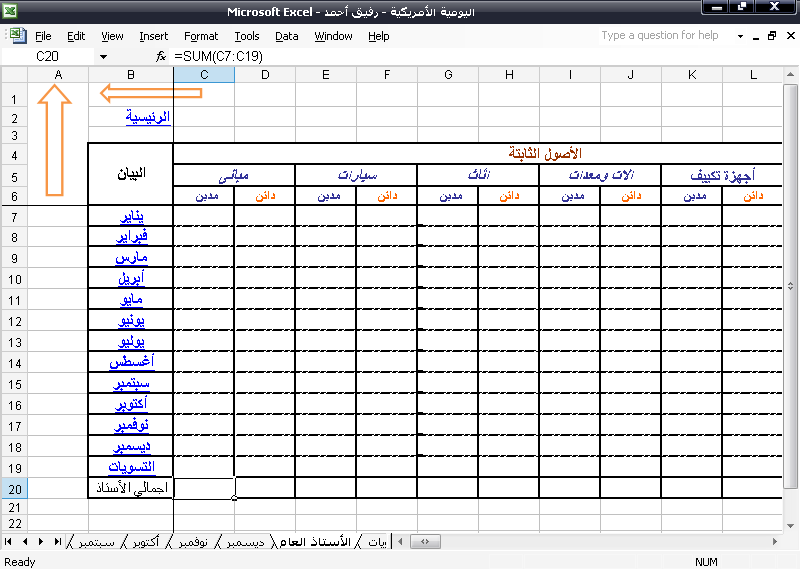 Microsoft Excel - اليومية الأمريكية - رفيق أحمد
File Edit View Insert Format Tools Data Window Help Type a question for help
C20 fx =SUM(C7:C19)
A B C D E F G H I J K L
1
2 الرئيسية
3
4 البيان الأصول الثابتة
5 مبانى سيارات اثاث الات ومعدات أجهزة تكييف
6 مدين دائن مدين دائن مدين دائن مدين دائن مدين دائن
7 يناير
8 فبراير
9 مارس
10 أبريل
11 مايو
12 يونيو
13 يوليو
14 أغسطس
15 سبتمبر
16 أكتوبر
17 نوفمبر
18 ديسمبر
19 التسويات
20 اجمالي الأستاذ
21
22
سبتمبر أكتوبر نوفمبر ديسمبر الأستاذ العام يات
Ready NUM